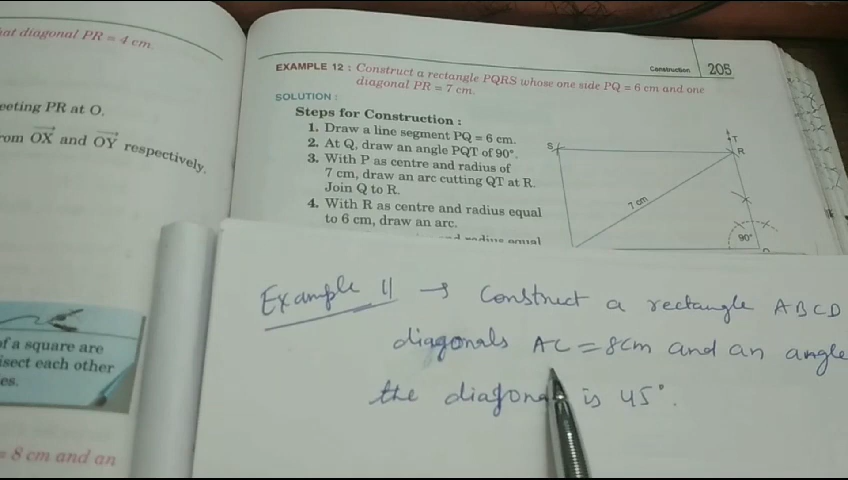 hat diagonal PR = 4 cm.
eeting PR at O.
rom OX and OY respectively.
of a square are
isect each other
es.
= 8 cm and an
Construction 205
EXAMPLE 12 : Construct a rectangle PQRS whose one side PQ = 6 cm and one
diagonal PR = 7 cm.
SOLUTION :
Steps for Construction :
1. Draw a line segment PQ = 6 cm.
2. At Q, draw an angle PQT of 90°.
3. With P as centre and radius of
7 cm, draw an arc cutting QT at R.
Join Q to R.
4. With R as centre and radius equal
to 6 cm, draw an arc.
S
T
R
7 cm
90°
Example 11 → Construct a rectangle ABCD
diagonals AC = 8cm and an angle
the diagonal is 45°.